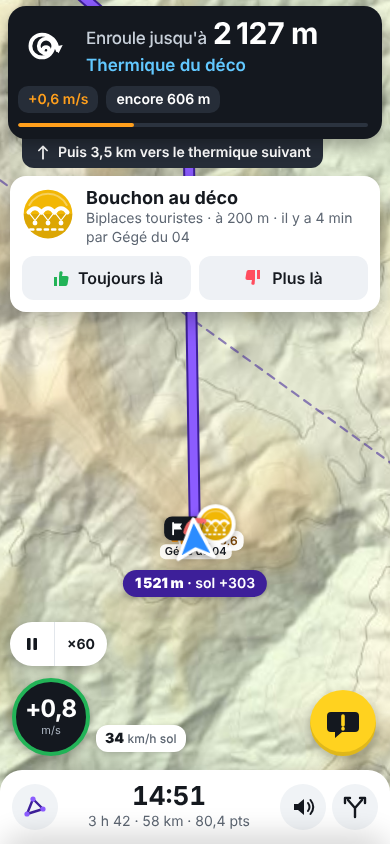 Enroule jusqu'à 2 127 m
Thermique du déco
+0,6 m/s
encore 606 m
Puis 3,5 km vers le thermique suivant
Bouchon au déco
Biplaces touristes · à 200 m · il y a 4 min
par Gégé du 04
Toujours là
Plus là
1 521 m · sol +303
×60
+0,8
m/s
34 km/h sol
14:51
3 h 42 · 58 km · 80,4 pts